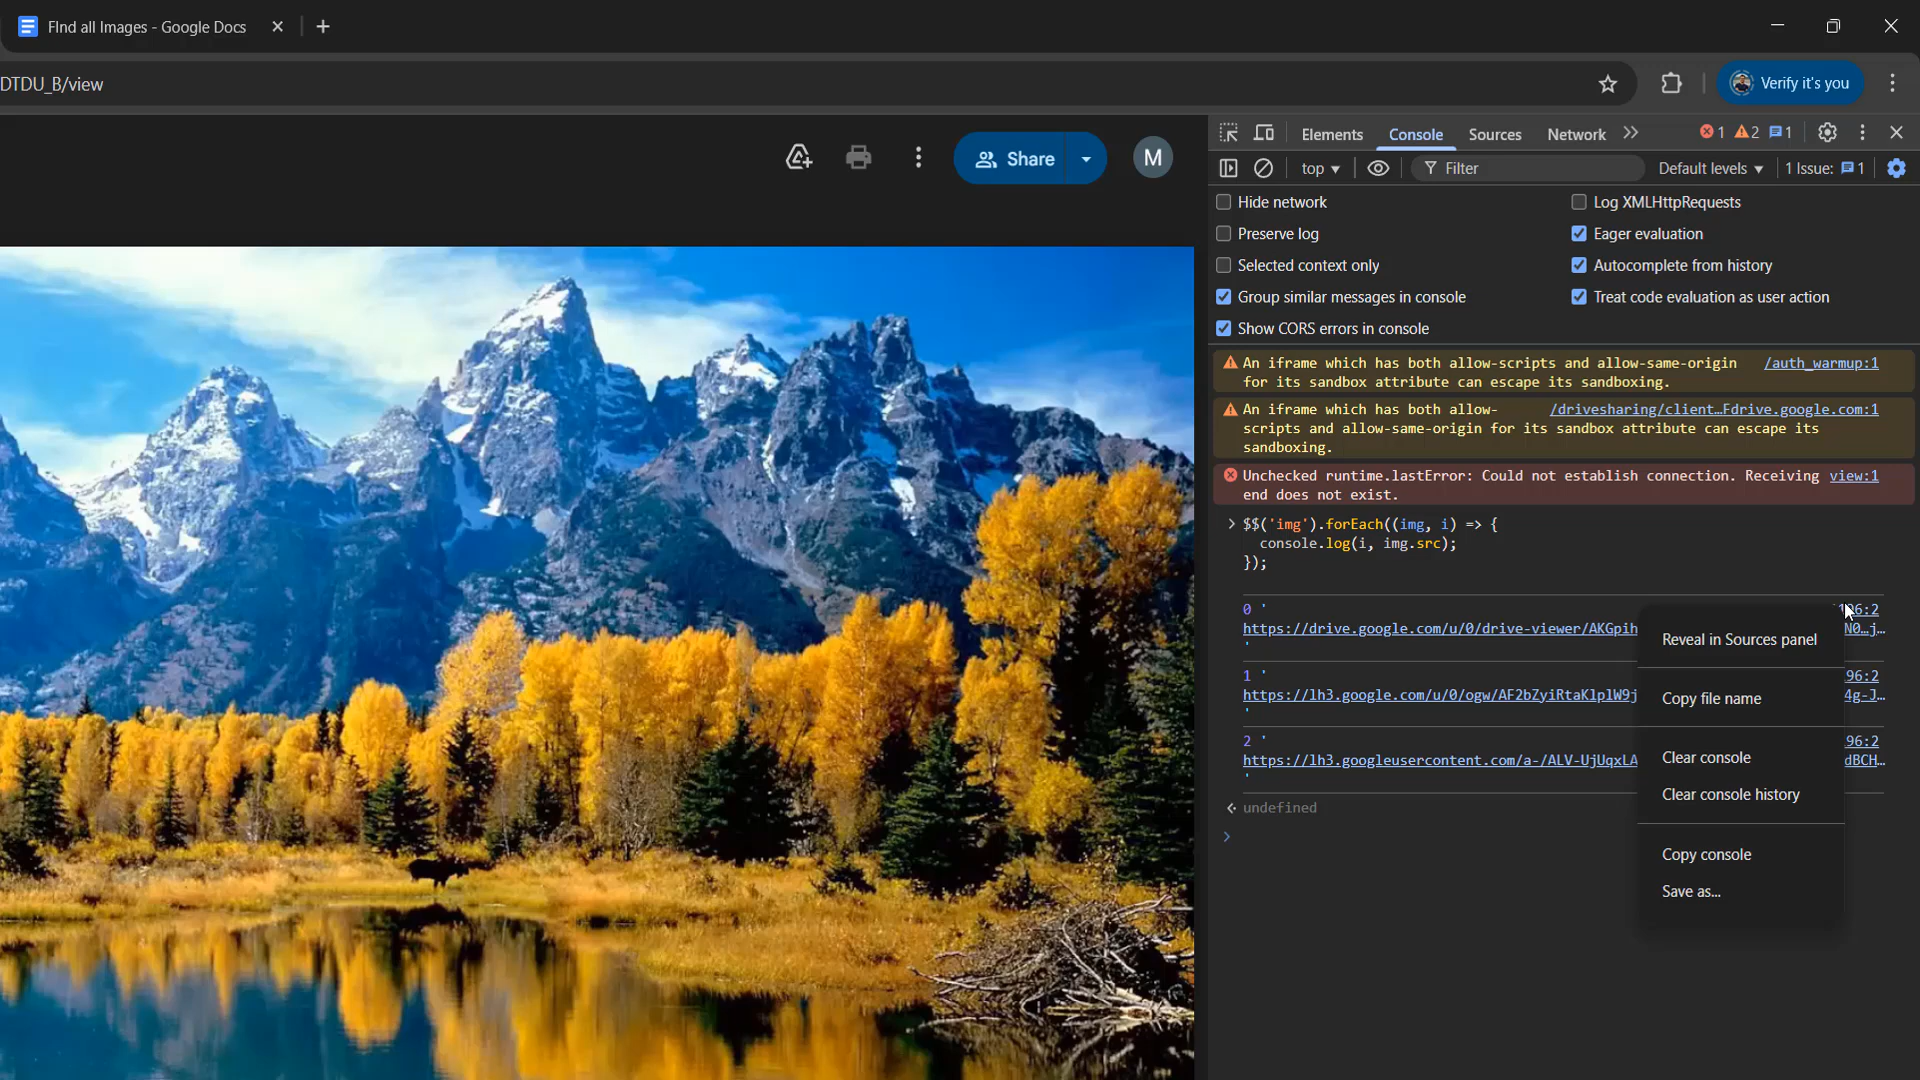 FInd all Images - Google Docs
DTDU_B/view
Verify it's you
Share
M
Elements
Console
Sources
Network
1
2
1
top
Filter
Default levels
1 Issue:
1
Hide network
Log XMLHttpRequests
Preserve log
Eager evaluation
Selected context only
Autocomplete from history
Group similar messages in console
Treat code evaluation as user action
Show CORS errors in console
An iframe which has both allow-scripts and allow-same-origin /auth_warmup:1
for its sandbox attribute can escape its sandboxing.
An iframe which has both allow- /drivesharing/client…Fdrive.google.com:1
scripts and allow-same-origin for its sandbox attribute can escape its
sandboxing.
Unchecked runtime.lastError: Could not establish connection. Receiving view:1
end does not exist.
> $$('img').forEach((img, i) => {
console.log(i, img.src);
});
0 ' 96:2
https://drive.google.com/u/0/drive-viewer/AKGpih N0…j…
'
1 ' 96:2
https://lh3.google.com/u/0/ogw/AF2bZyiRtaKlplW9j 4g-J…
'
2 ' 96:2
https://lh3.googleusercontent.com/a-/ALV-UjUqxLA dBCH…
'
undefined
>
Reveal in Sources panel
Copy file name
Clear console
Clear console history
Copy console
Save as...